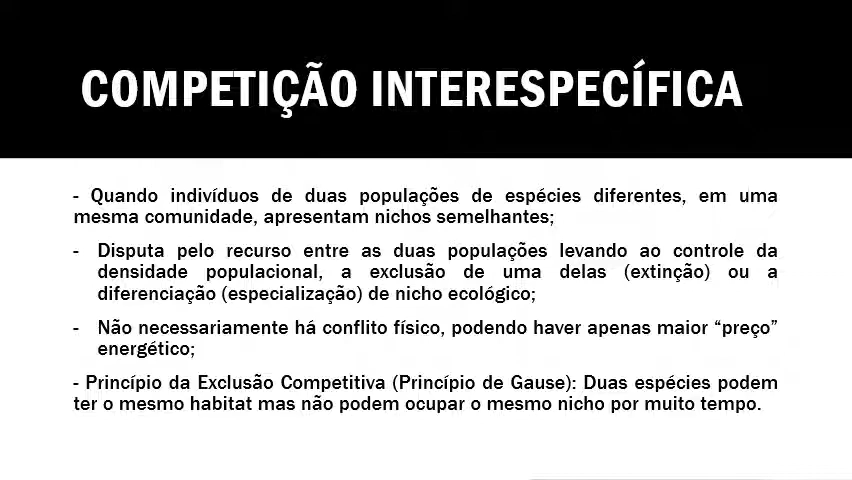 COMPETIÇÃO INTERESPECÍFICA
- Quando indivíduos de duas populações de espécies diferentes, em uma
mesma comunidade, apresentam nichos semelhantes;
- Disputa pelo recurso entre as duas populações levando ao controle da
densidade populacional, a exclusão de uma delas (extinção) ou a
diferenciação (especialização) de nicho ecológico;
- Não necessariamente há conflito físico, podendo haver apenas maior “preço”
energético;
- Princípio da Exclusão Competitiva (Princípio de Gause): Duas espécies podem
ter o mesmo habitat mas não podem ocupar o mesmo nicho por muito tempo.